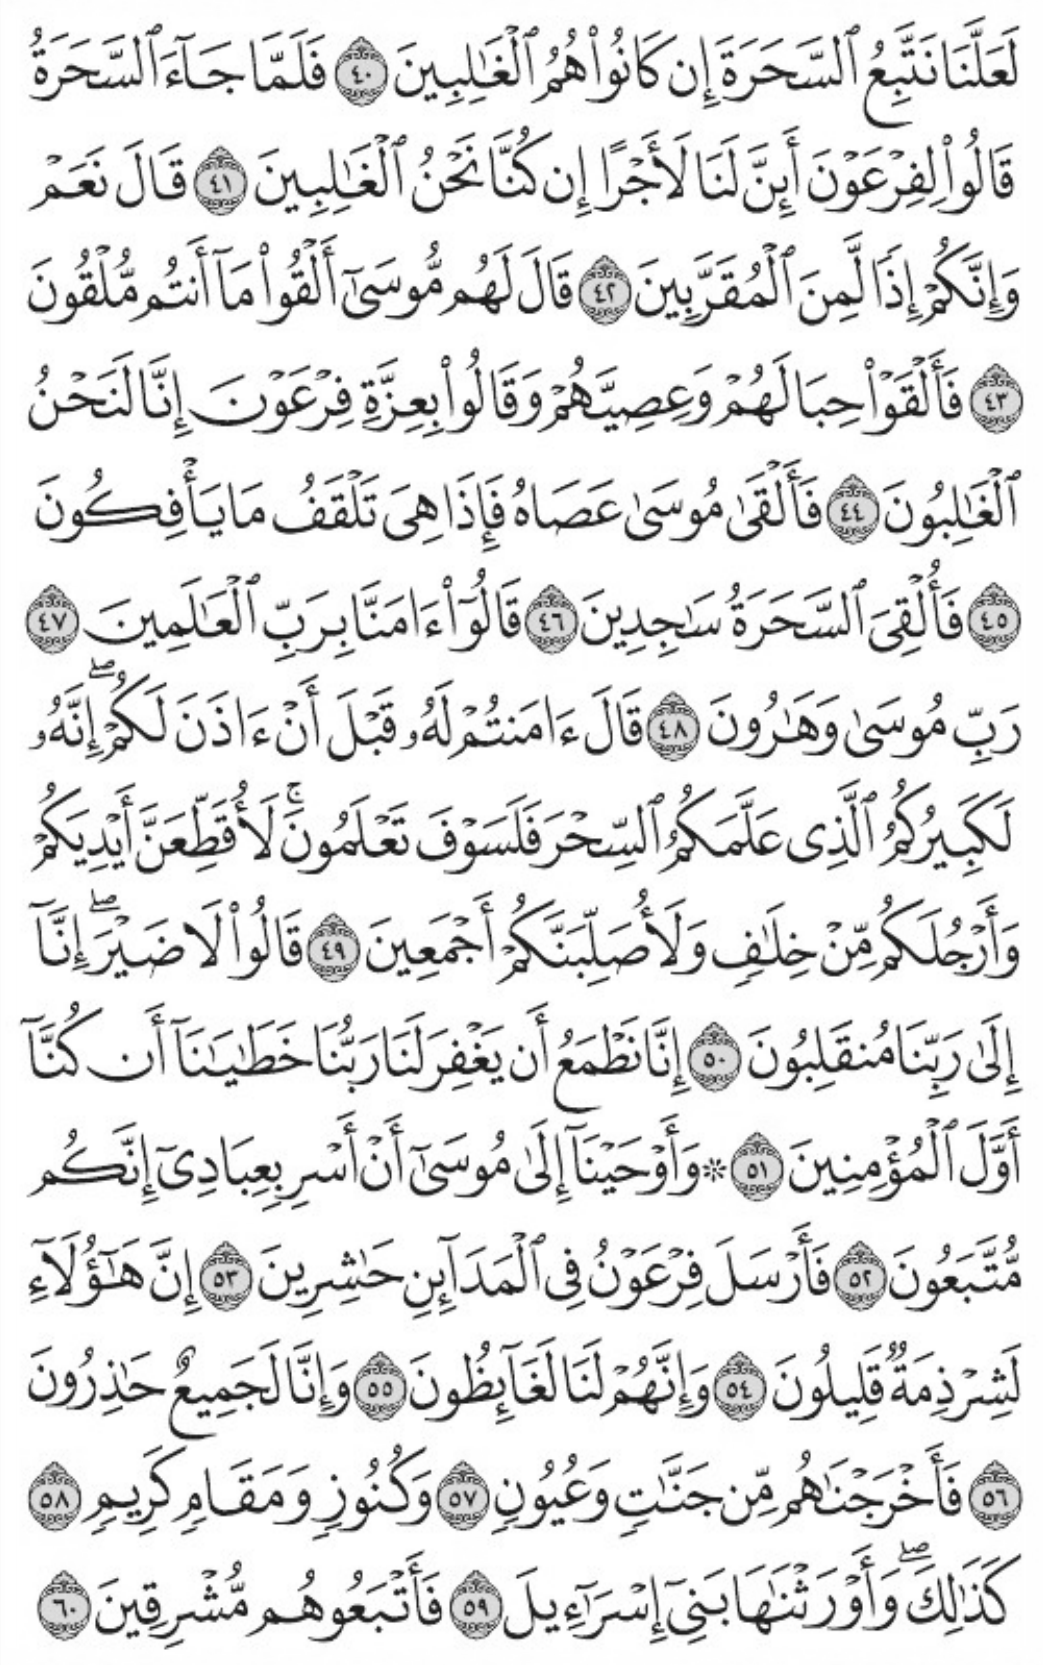 لَعَلَّنَا نَتَّبِعُ ٱلسَّحَرَةَ إِن كَانُوا۟ هُمُ ٱلْغَـٰلِبِينَ ٤٠ فَلَمَّا جَآءَ ٱلسَّحَرَةُ
قَالُوا۟ لِفِرْعَوْنَ أَئِنَّ لَنَا لَأَجْرًا إِن كُنَّا نَحْنُ ٱلْغَـٰلِبِينَ ٤١ قَالَ نَعَمْ
وَإِنَّكُمْ إِذًا لَّمِنَ ٱلْمُقَرَّبِينَ ٤٢ قَالَ لَهُم مُّوسَىٰٓ أَلْقُوا۟ مَآ أَنتُم مُّلْقُونَ
٤٣ فَأَلْقَوْا۟ حِبَالَهُمْ وَعِصِيَّهُمْ وَقَالُوا۟ بِعِزَّةِ فِرْعَوْنَ إِنَّا لَنَحْنُ
ٱلْغَـٰلِبُونَ ٤٤ فَأَلْقَىٰ مُوسَىٰ عَصَاهُ فَإِذَا هِىَ تَلْقَفُ مَا يَأْفِكُونَ
٤٥ فَأُلْقِىَ ٱلسَّحَرَةُ سَـٰجِدِينَ ٤٦ قَالُوٓا۟ ءَامَنَّا بِرَبِّ ٱلْعَـٰلَمِينَ ٤٧
رَبِّ مُوسَىٰ وَهَـٰرُونَ ٤٨ قَالَ ءَامَنتُمْ لَهُۥ قَبْلَ أَنْ ءَاذَنَ لَكُمْ ۖ إِنَّهُۥ
لَكَبِيرُكُمُ ٱلَّذِى عَلَّمَكُمُ ٱلسِّحْرَ فَلَسَوْفَ تَعْلَمُونَ ۚ لَأُقَطِّعَنَّ أَيْدِيَكُمْ
وَأَرْجُلَكُم مِّنْ خِلَـٰفٍ وَلَأُصَلِّبَنَّكُمْ أَجْمَعِينَ ٤٩ قَالُوا۟ لَا ضَيْرَ ۖ إِنَّآ
إِلَىٰ رَبِّنَا مُنقَلِبُونَ ٥٠ إِنَّا نَطْمَعُ أَن يَغْفِرَ لَنَا رَبُّنَا خَطَـٰيَـٰنَآ أَن كُنَّآ
أَوَّلَ ٱلْمُؤْمِنِينَ ٥١ ۞ وَأَوْحَيْنَآ إِلَىٰ مُوسَىٰٓ أَنْ أَسْرِ بِعِبَادِىٓ إِنَّكُم
مُّتَّبَعُونَ ٥٢ فَأَرْسَلَ فِرْعَوْنُ فِى ٱلْمَدَآئِنِ حَـٰشِرِينَ ٥٣ إِنَّ هَـٰٓؤُلَآءِ
لَشِرْذِمَةٌ قَلِيلُونَ ٥٤ وَإِنَّهُمْ لَنَا لَغَآئِظُونَ ٥٥ وَإِنَّا لَجَمِيعٌ حَـٰذِرُونَ
٥٦ فَأَخْرَجْنَـٰهُم مِّن جَنَّـٰتٍ وَعُيُونٍ ٥٧ وَكُنُوزٍ وَمَقَامٍ كَرِيمٍ ٥٨
كَذَٰلِكَ ۖ وَأَوْرَثْنَـٰهَا بَنِىٓ إِسْرَٰٓءِيلَ ٥٩ فَأَتْبَعُوهُم مُّشْرِقِينَ ٦٠